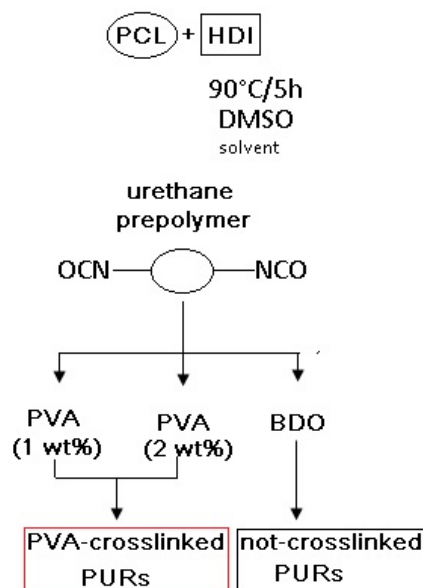 PCL + HDI
90°C/5h
DMSO
solvent
urethane
prepolymer
OCN NCO
PVA PVA BDO
(1 wt%) (2 wt%)
PVA-crosslinked not-crosslinked
PURs PURs